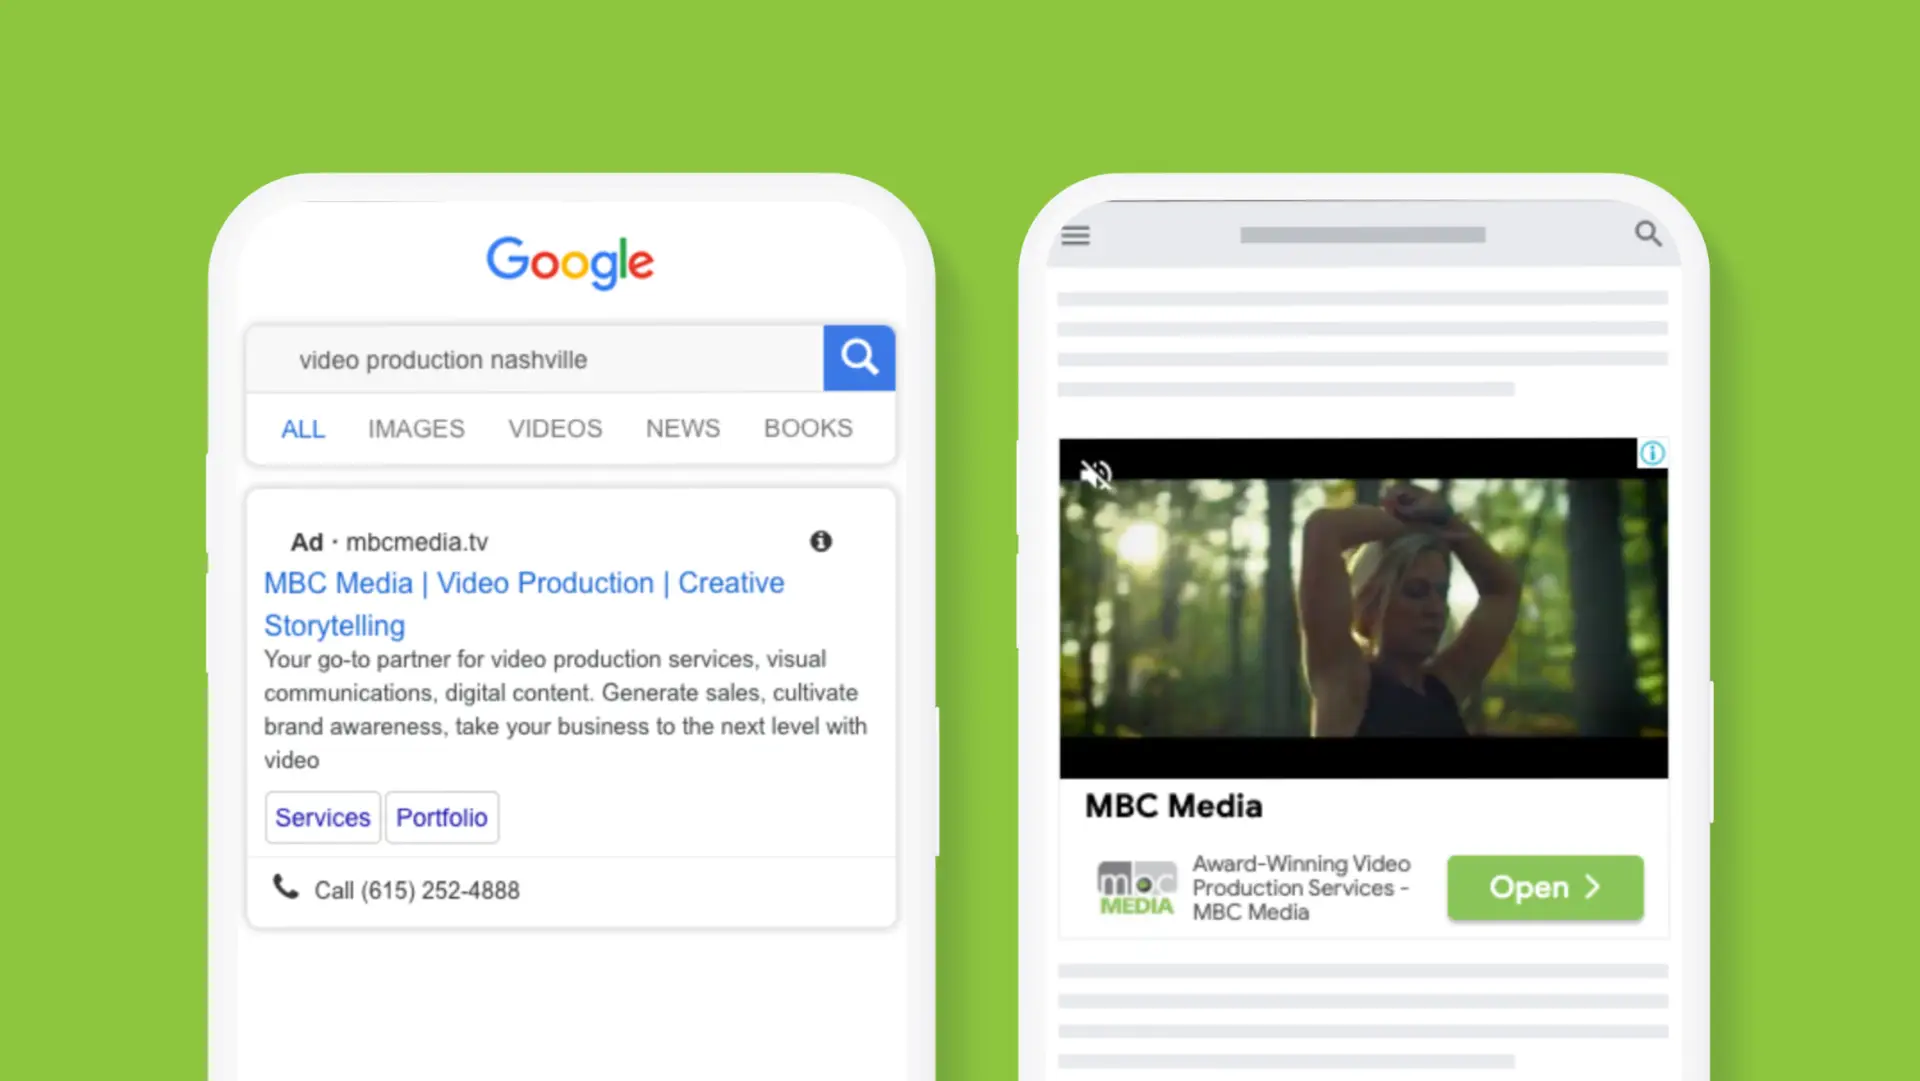 Google
video production nashville
ALL IMAGES VIDEOS NEWS BOOKS
Ad · mbcmedia.tv
MBC Media | Video Production | Creative
Storytelling
Your go-to partner for video production services, visual
communications, digital content. Generate sales, cultivate
brand awareness, take your business to the next level with
video
Services Portfolio
Call (615) 252-4888
MBC Media
mbc
MEDIA
Award-Winning Video
Production Services -
MBC Media
Open